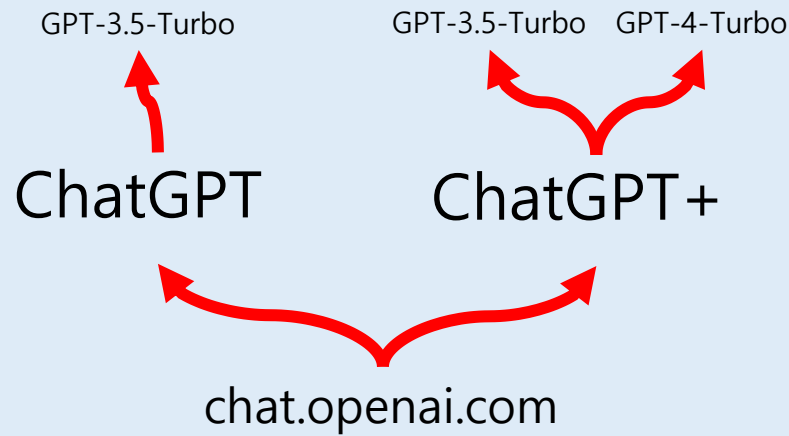 GPT-3.5-Turbo
GPT-3.5-Turbo
GPT-4-Turbo
ChatGPT
ChatGPT+
chat.openai.com